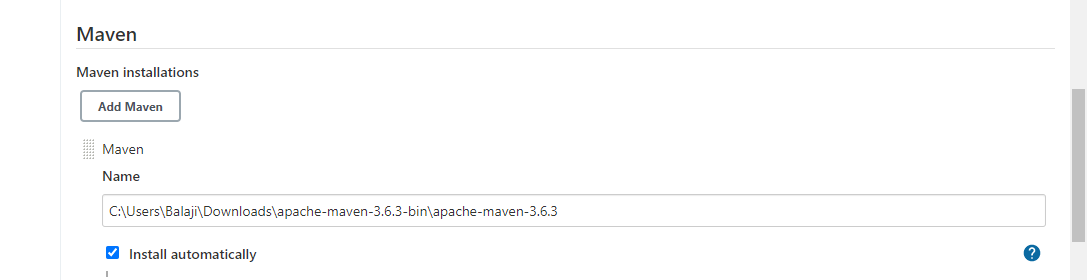 Maven
Maven installations
Add Maven
Maven
Name
C:\Users\Balaji\Downloads\apache-maven-3.6.3-bin\apache-maven-3.6.3
Install automatically
?